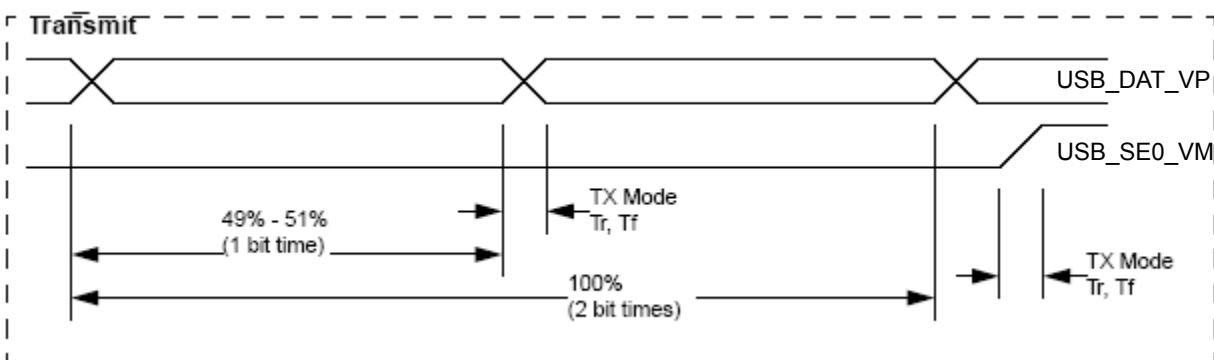 Transmit
USB_DAT_VP
USB_SE0_VM
TX Mode
Tr, Tf
49% - 51%
(1 bit time)
TX Mode
Tr, Tf
100%
(2 bit times)